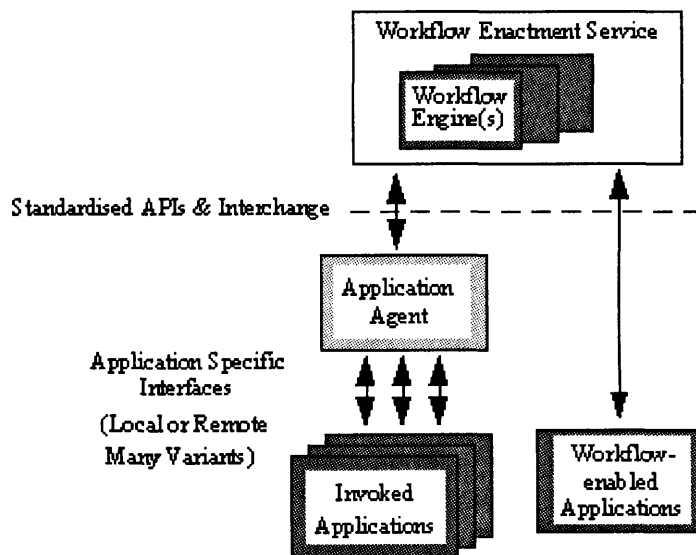 Workflow Enactment Service
Workflow
Engine(s)
Standardised APIs & Interchange
Application
Agent
Application Specific
Interfaces
(Local or Remote
Many Variants)
Invoked
Applications
Workflow-
enabled
Applications